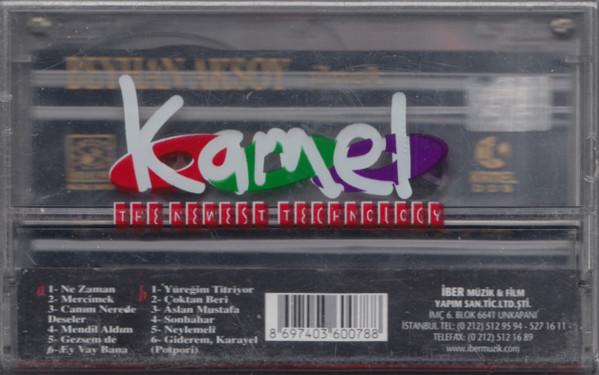 BEYHAN AKSOY
Kamel
THE NEWEST TECHNOLOGY
a
1- Ne Zaman
2- Mercimek
3- Canını Nerede
Deseler
4- Mendil Aldım
5- Gezsem de
6- Ey Vay Bana
b
1- Yüreğim Titriyor
2- Çoktan Beri
3- Aslan Mustafa
4- Sonbahar
5- Neylemeli
6- Giderem, Karayel
(Potpori)
8 697403 600788
İBER MÜZİK & FİLM
YAPIM SAN.TİC.LTD.ŞTİ.
İMÇ 6. BLOK 6641 UNKAPANI
İSTANBUL TEL: (0 212) 512 95 94 - 527 16 11 -
TELEFAX: (0 212) 512 16 89
www.ibermuzik.com